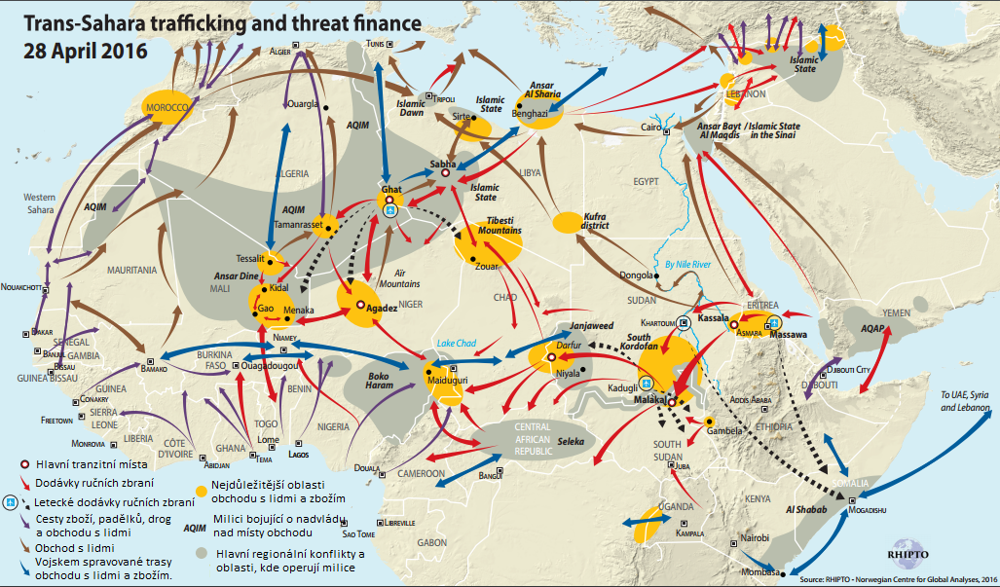 Trans-Sahara trafficking and threat finance
28 April 2016
ALGIER
TUNIS
Ouargla
MOROCCO
AQIM
Islamic
Dawn
TRIPOLI
Islamic
State
Sirte
Ansar
Al Sharia
Benghazi
LEBANON
Islamic
State
Cairo
Ansar Bayt / Islamic State
Al Maqdis in the Sinai
Western
Sahara
AQIM
ALGERIA
AQIM
Tamanrasset
Ghat
Sabha
Islamic
State
LIBYA
EGYPT
Tibesti
Mountains
Zouar
Kufra
district
MAURITANIA
NOUAKCHOTT
Tessalit
Ansar Dine
MALI
Kidal
Gao
Menaka
Aïr
Mountains
NIGER
Agadez
CHAD
By Nile River
Dongola
SUDAN
KHARTOUM
Kassala
ERITREA
ASMARA
Massawa
YEMEN
AQAP
DAKAR
SENEGAL
BANJUL
GAMBIA
BISSAU
GUINEA BISSAU
BAMAKO
BURKINA
FASO
NIAMEY
Ouagadougou
Lake Chad
Boko
Haram
Maiduguri
Janjaweed
Darfur
Niyala
South
Kordofan
Kadugli
Malakal
DJIBOUTI CITY
DJIBOUTI
To UAE, Syria
and Lebanon
GUINEA
CONAKRY
FREETOWN
SIERRA
LEONE
MONROVIA
LIBERIA
CÔTE
D'IVOIRE
ABIDJAN
GHANA
TOGO
Lome
TEMA
BENIN
LAGOS
NIGERIA
DOUALA
CAMEROON
CENTRAL
AFRICAN
REPUBLIC
Seleka
BANGUI
SOUTH
SUDAN
JUBA
Gambela
ADDIS ABABA
ETHIOPIA
SOMALIA
MOGADISHU
Al Shabab
KENYA
UGANDA
KAMPALA
Nairobi
Mombasa
SAO TOME
LIBREVILLE
GABON
Hlavní tranzitní místa
Dodávky ručních zbraní
Letecké dodávky ručních zbraní
Cesty zboží, padělků, drog
a obchodu s lidmi
Obchod s lidmi
Vojskem spravované trasy
obchodu s lidmi a zbožím.
Nejdůležitější oblasti
obchodu s lidmi a zbožím
AQIM
Milici bojující o nadvládu
nad místy obchodu
Hlavní regionální konflikty a
oblasti, kde operují milice
RHIPTO
Source: RHIPTO - Norwegian Centre for Global Analyses, 2016